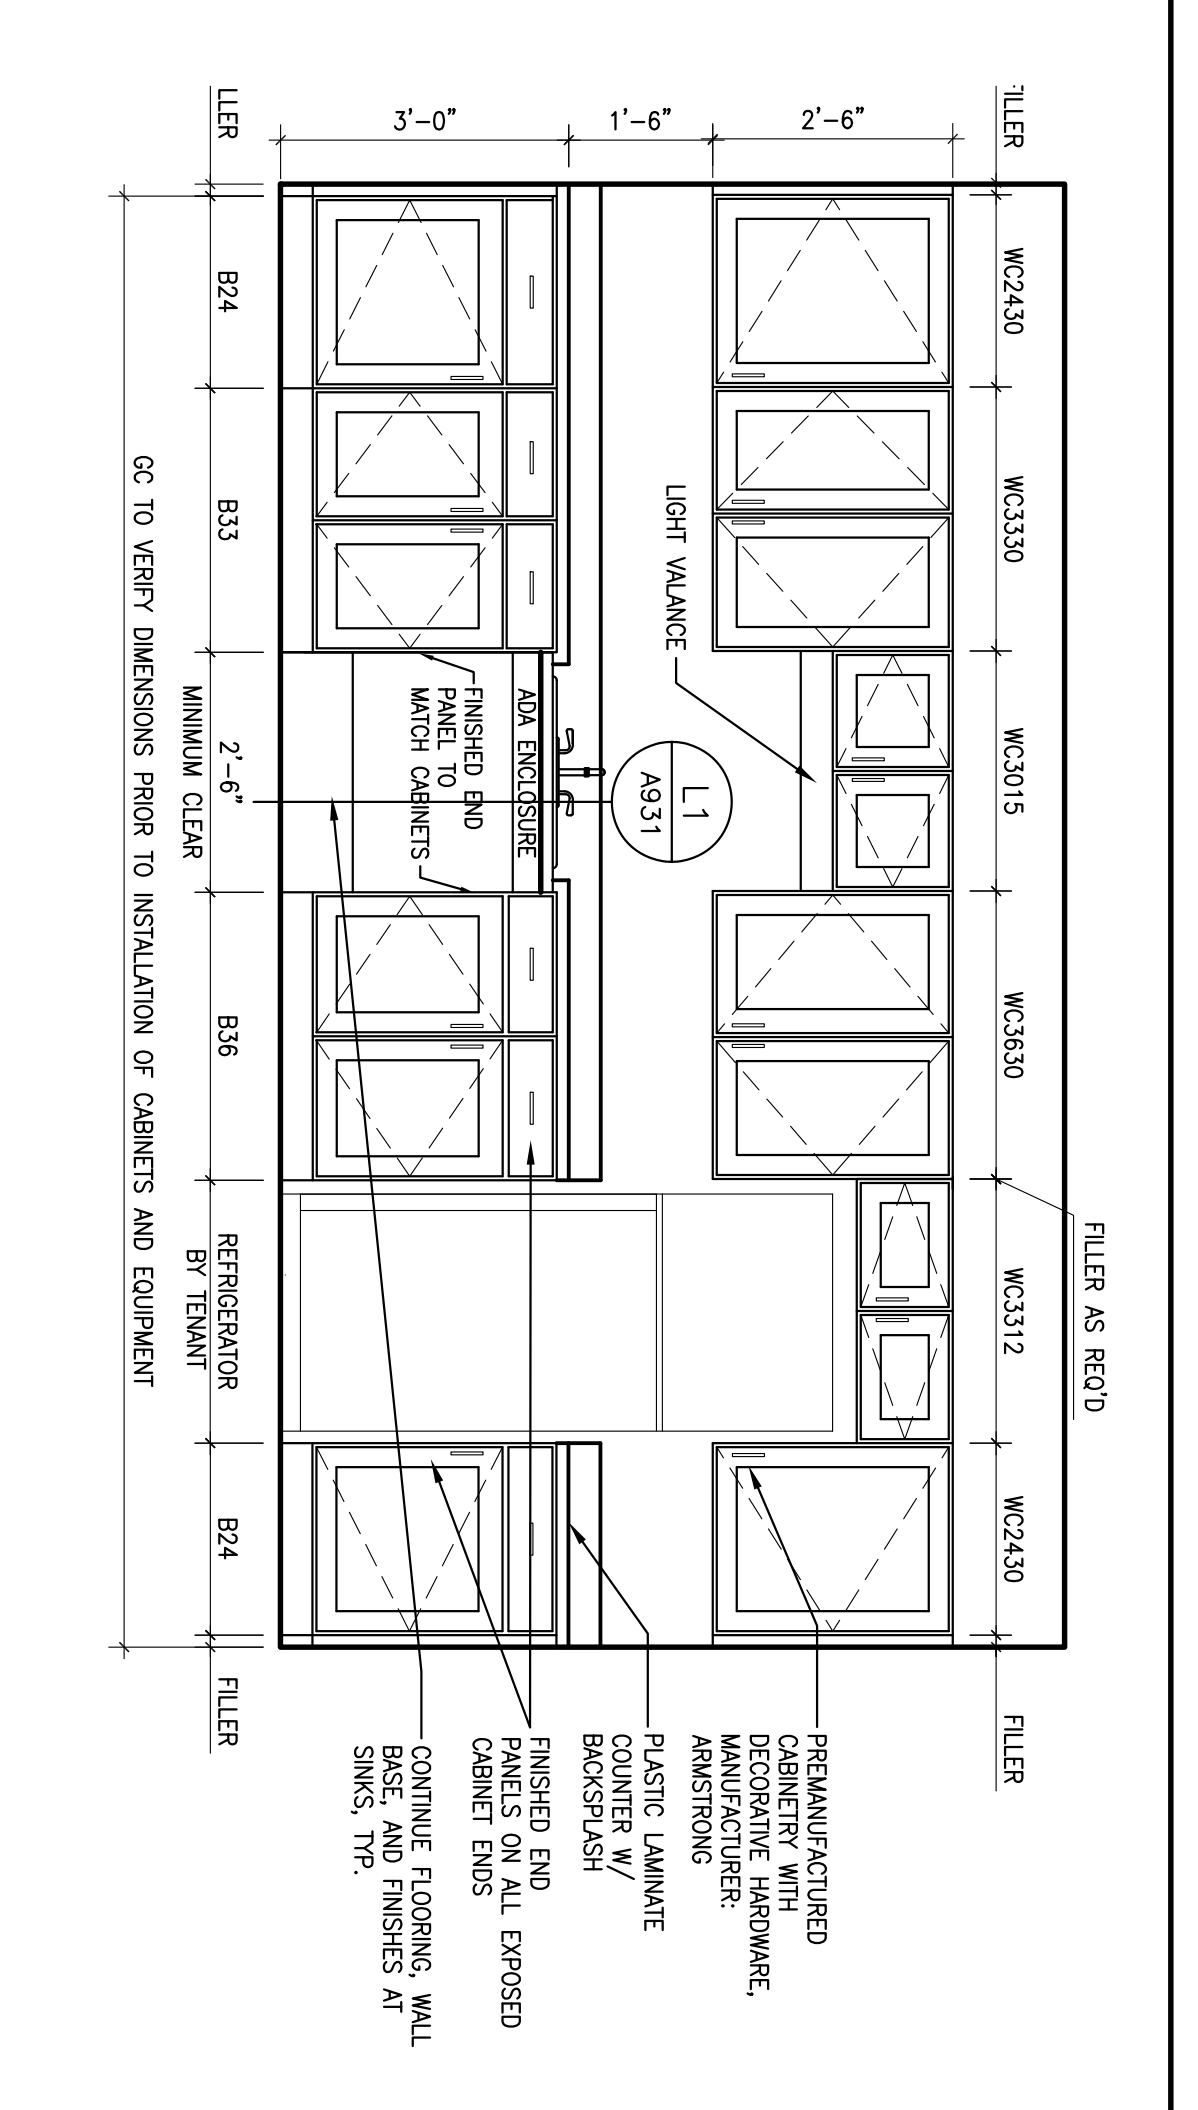 FILLER
WC2430
WC3330
WC3015
WC3630
WC3312
WC2430
FILLER
FILLER AS REQ'D
2'-6"
1'-6"
3'-0"
LIGHT VALANCE
L1
A931
ADA ENCLOSURE
FINISHED END
PANEL TO
MATCH CABINETS
PREMANUFACTURED
CABINETRY WITH
DECORATIVE HARDWARE,
MANUFACTURER:
ARMSTRONG
PLASTIC LAMINATE
COUNTER W/
BACKSPLASH
FINISHED END
PANELS ON ALL EXPOSED
CABINET ENDS
CONTINUE FLOORING, WALL
BASE, AND FINISHES AT
SINKS, TYP.
LLER
B24
B33
2'-6"
MINIMUM CLEAR
B36
REFRIGERATOR
BY TENANT
B24
FILLER
GC TO VERIFY DIMENSIONS PRIOR TO INSTALLATION OF CABINETS AND EQUIPMENT